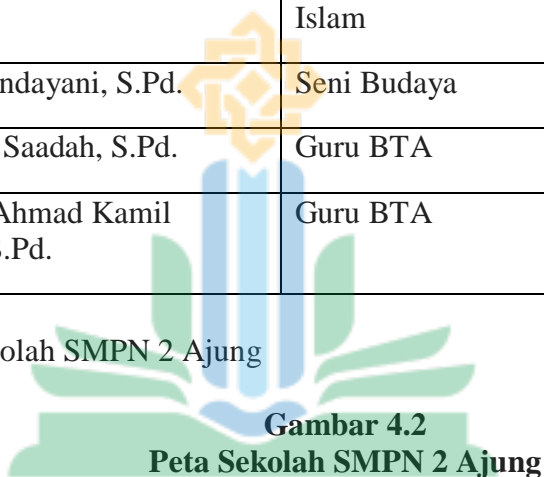 Islam
ndayani, S.Pd. Seni Budaya
Saadah, S.Pd. Guru BTA
Ahmad Kamil Guru BTA
S.Pd.
olah SMPN 2 Ajung
Gambar 4.2
Peta Sekolah SMPN 2 Ajung